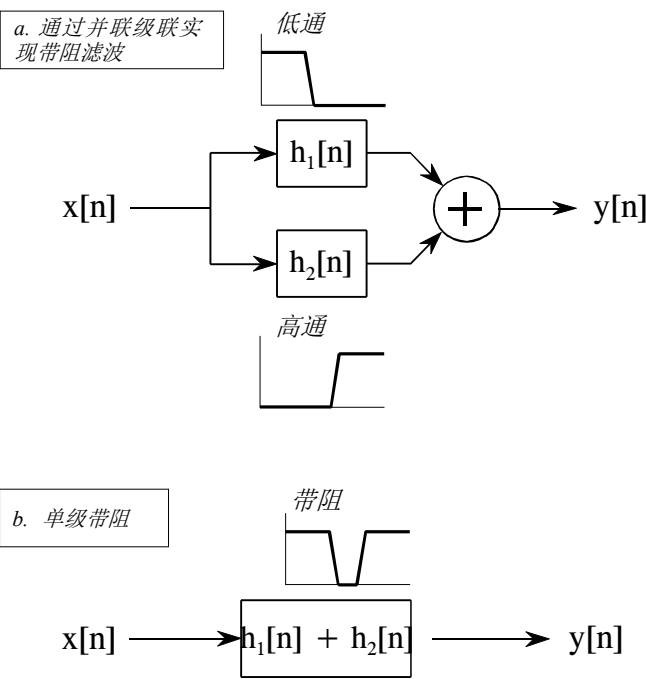 a. 通过并联级联实
现带阻滤波
低通
h₁[n]
x[n]
y[n]
h₂[n]
高通
b. 单级带阻
带阻
x[n]
h₁[n] + h₂[n]
y[n]